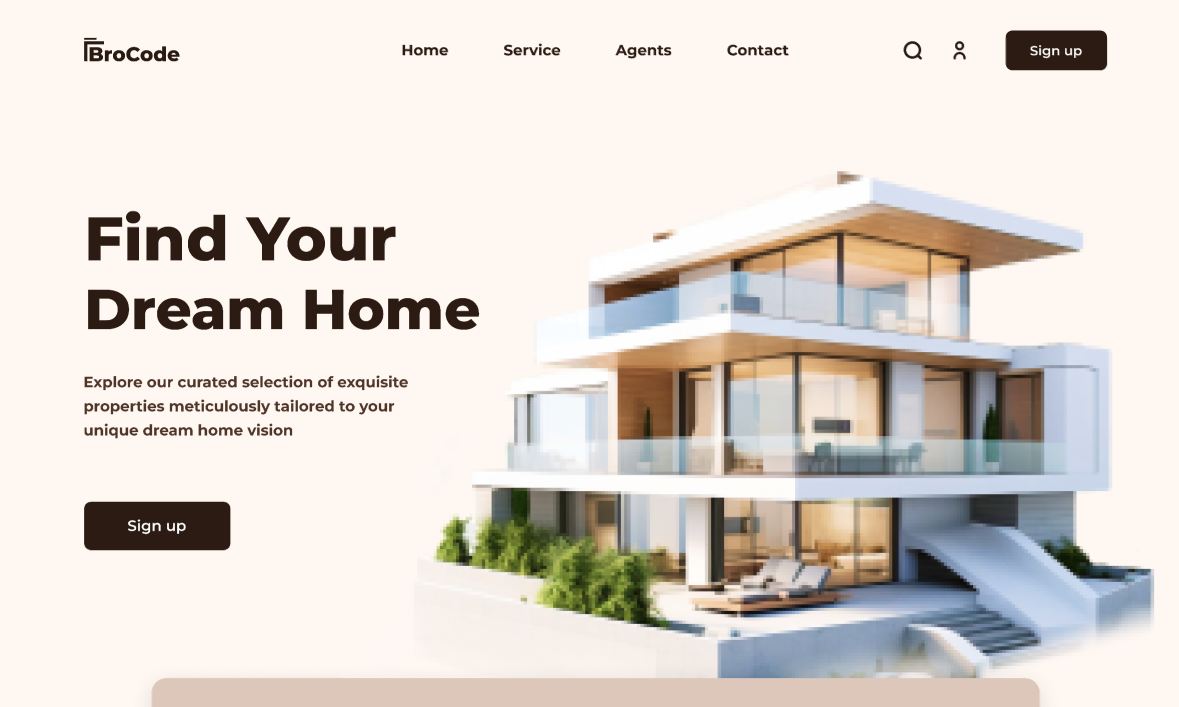 BroCode
Home
Service
Agents
Contact
Sign up
Find Your
Dream Home
Explore our curated selection of exquisite
properties meticulously tailored to your
unique dream home vision
Sign up